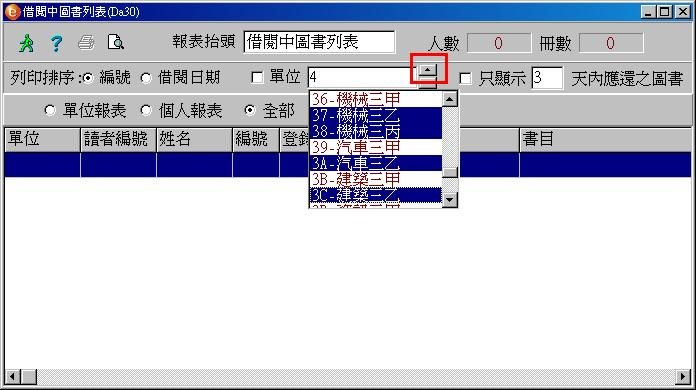 借閱中圖書列表(Da30)
報表抬頭 借閱中圖書列表 人數 0 冊數 0
列印排序: 編號 借閱日期 單位 4 只顯示 3 天內應還之圖書
36-機械三甲
單位報表 個人報表 全部 37-機械三乙
38-機械三丙
單位 讀者編號 姓名 編號 登錄 39-汽車三甲 書目
3A-汽車三乙
3B-建築三甲
3C-建築三乙